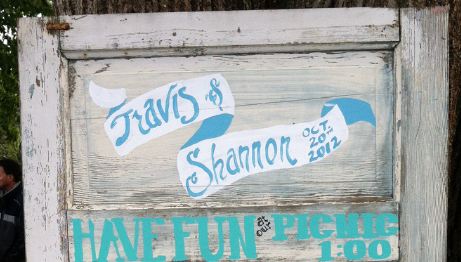 Travis &
Shannon
OCT.
20th
2012
HAVE FUN at our PICNIC
1:00